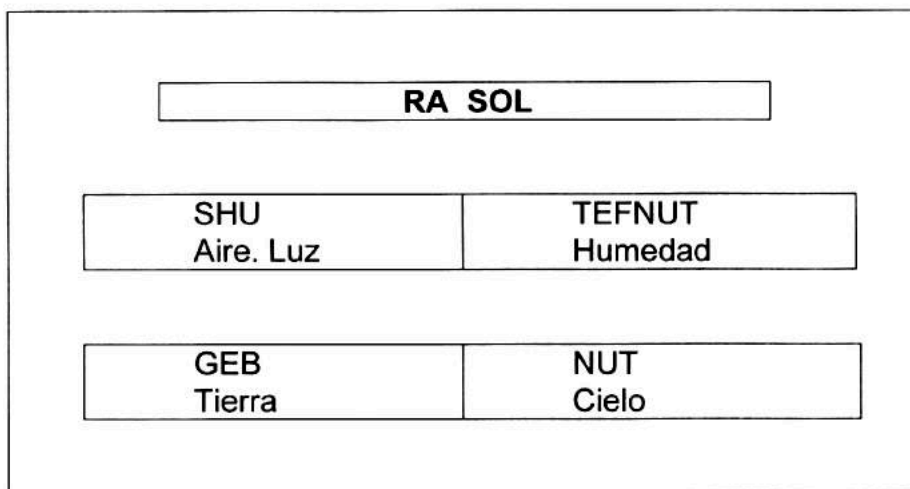 RA SOL
SHU TEFNUT
Aire. Luz Humedad
GEB NUT
Tierra Cielo